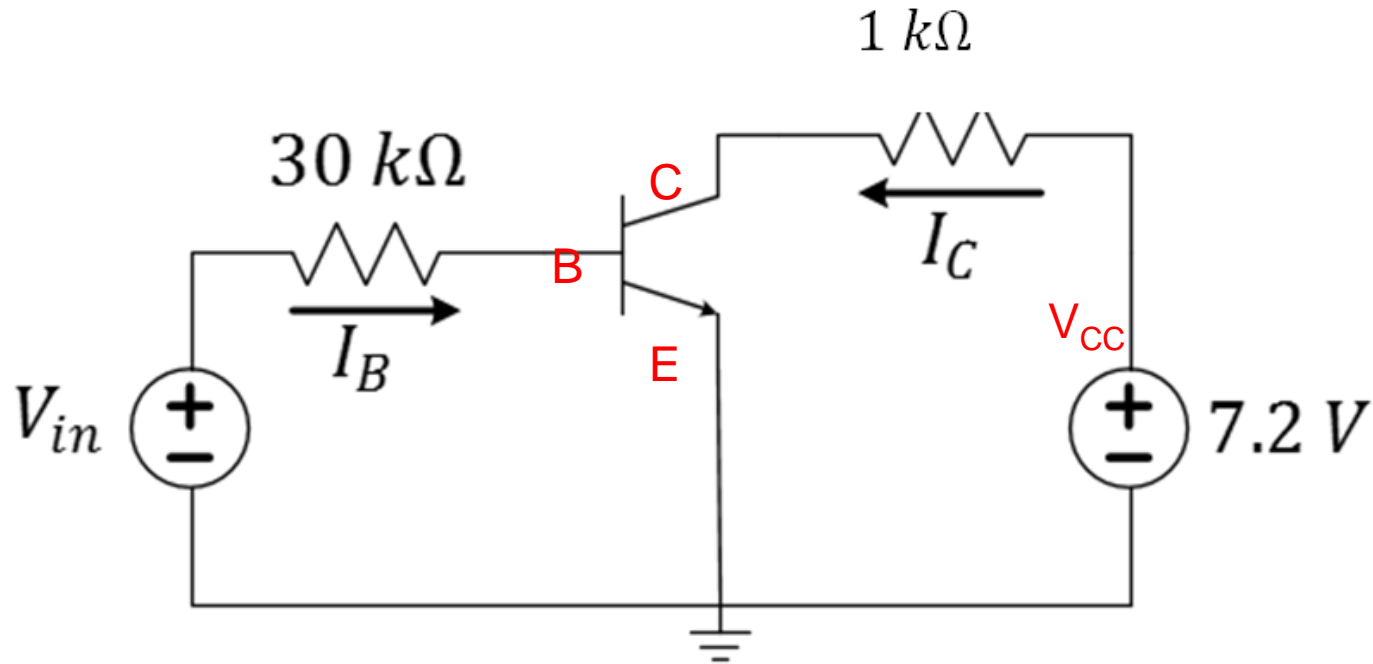 1 kΩ
30 kΩ
C
B
I_C
I_B
E
V_CC
V_in
+
−
+
−
7.2 V